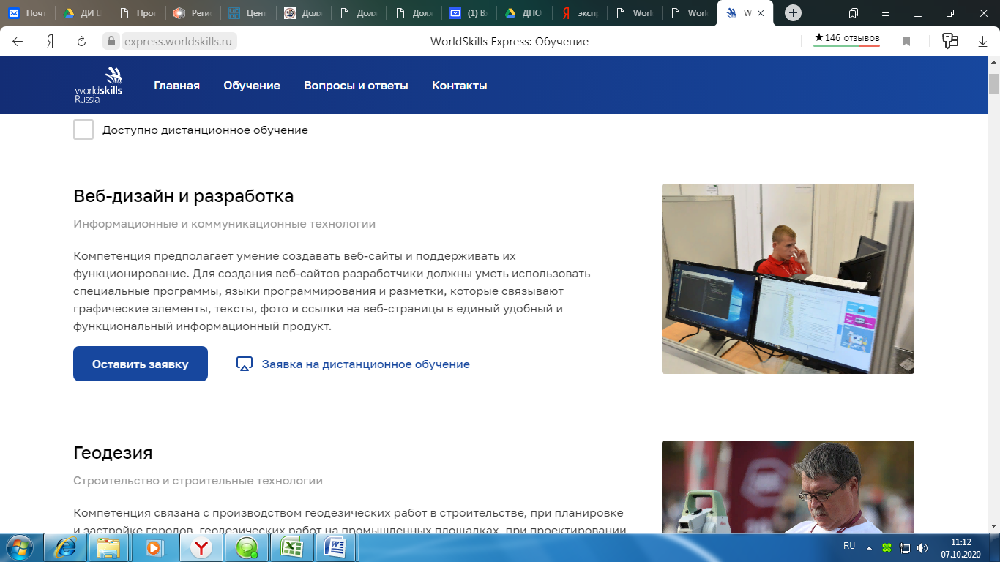 Почт
ДИ Ц
Прог
Реги
Цент
Долж
Долж
Долж
(1) Вх
ДПО
экспр
World
World
W
express.worldskills.ru
WorldSkills Express: Обучение
★146 отзывов
worldskills
Russia
Главная
Обучение
Вопросы и ответы
Контакты
Доступно дистанционное обучение
Веб-дизайн и разработка
Информационные и коммуникационные технологии
Компетенция предполагает умение создавать веб-сайты и поддерживать их
функционирование. Для создания веб-сайтов разработчики должны уметь использовать
специальные программы, языки программирования и разметки, которые связывают
графические элементы, тексты, фото и ссылки на веб-страницы в единый удобный и
функциональный информационный продукт.
Оставить заявку
Заявка на дистанционное обучение
Геодезия
Строительство и строительные технологии
Компетенция связана с производством геодезических работ в строительстве, при планировке
и застройке городов, геодезических работ на промышленных площадках, при проектировании
RU
11:12
07.10.2020